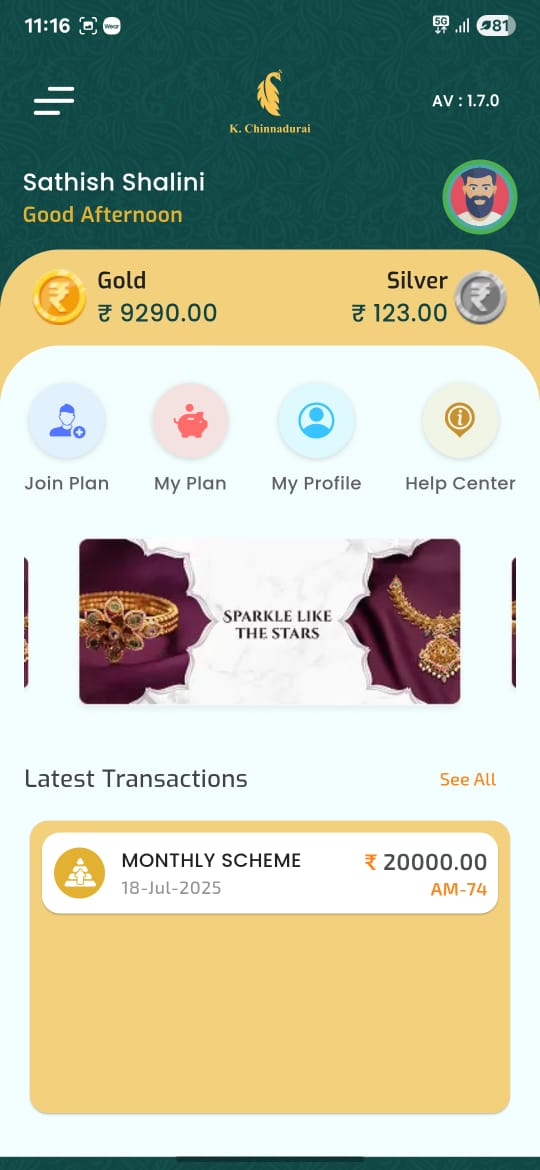 11:16
Wear
5G
81
K. Chinnadurai
AV : 1.7.0
Sathish Shalini
Good Afternoon
Gold
₹ 9290.00
Silver
₹ 123.00
Join Plan
My Plan
My Profile
Help Center
SPARKLE LIKE
THE STARS
Latest Transactions
See All
MONTHLY SCHEME
₹ 20000.00
18-Jul-2025
AM-74